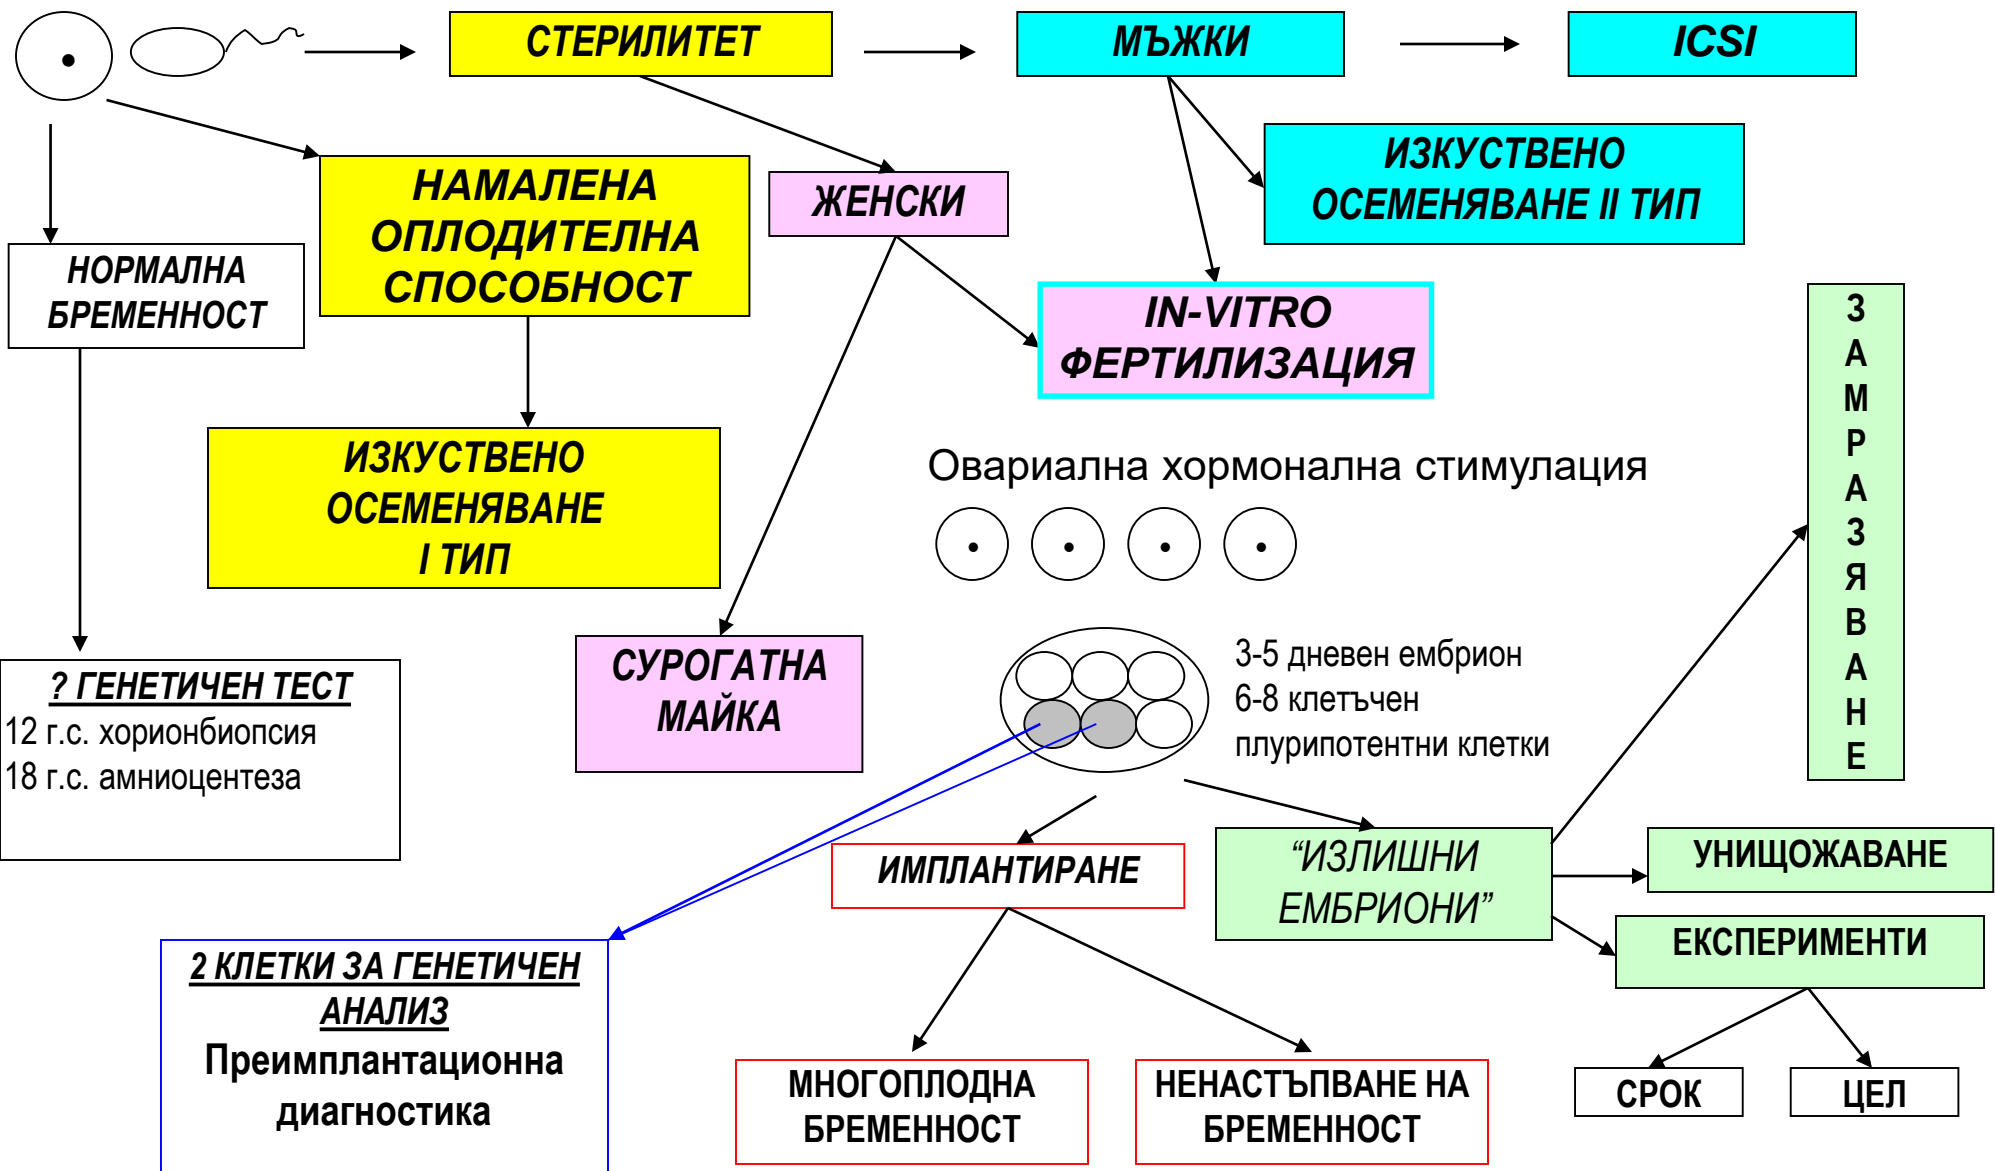 СТЕРИЛИТЕТ
МЪЖКИ
ICSI
ИЗКУСТВЕНО
ОСЕМЕНЯВАНЕ II ТИП
НАМАЛЕНА
ОПЛОДИТЕЛНА
СПОСОБНОСТ
ЖЕНСКИ
НОРМАЛНА
БРЕМЕННОСТ
IN-VITRO
ФЕРТИЛИЗАЦИЯ
З
А
М
Р
А
З
Я
В
А
Н
Е
ИЗКУСТВЕНО
ОСЕМЕНЯВАНЕ
I ТИП
Овариална хормонална стимулация
СУРОГАТНА
МАЙКА
3-5 дневен ембрион
6-8 клетъчен
плурипотентни клетки
? ГЕНЕТИЧЕН ТЕСТ
12 г.с. хорионбиопсия
18 г.с. амниоцентеза
ИМПЛАНТИРАНЕ
“ИЗЛИШНИ
ЕМБРИОНИ”
УНИЩОЖАВАНЕ
ЕКСПЕРИМЕНТИ
2 КЛЕТКИ ЗА ГЕНЕТИЧЕН
АНАЛИЗ
Преимплантационна
диагностика
МНОГОПЛОДНА
БРЕМЕННОСТ
НЕНАСТЪПВАНЕ НА
БРЕМЕННОСТ
СРОК
ЦЕЛ